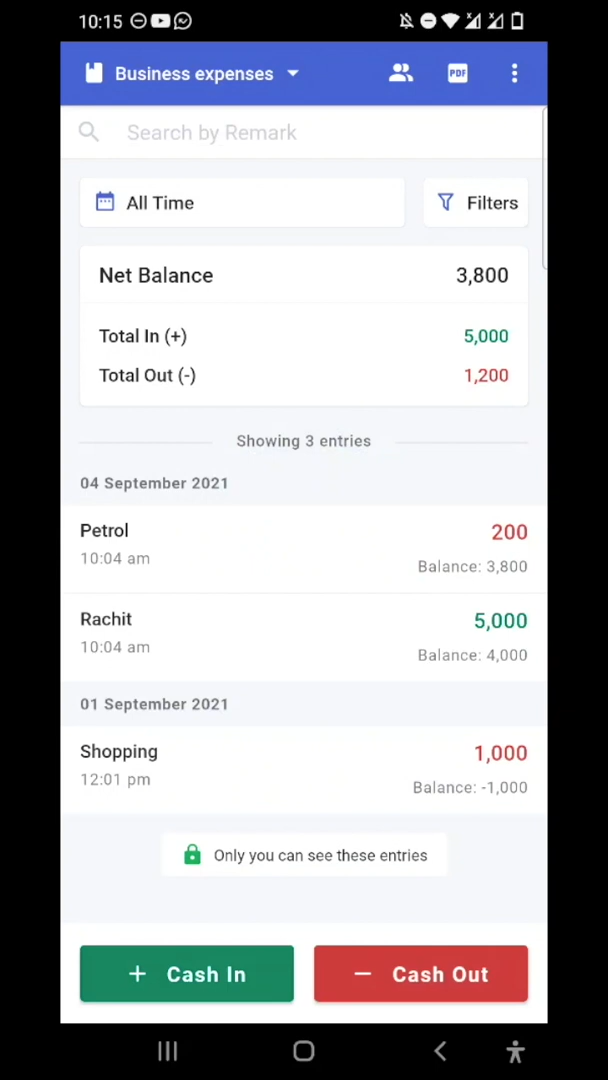 10:15
Business expenses
PDF
Search by Remark
All Time
Filters
Net Balance 3,800
Total In (+) 5,000
Total Out (-) 1,200
Showing 3 entries
04 September 2021
Petrol 200
10:04 am Balance: 3,800
Rachit 5,000
10:04 am Balance: 4,000
01 September 2021
Shopping 1,000
12:01 pm Balance: -1,000
Only you can see these entries
+ Cash In
− Cash Out